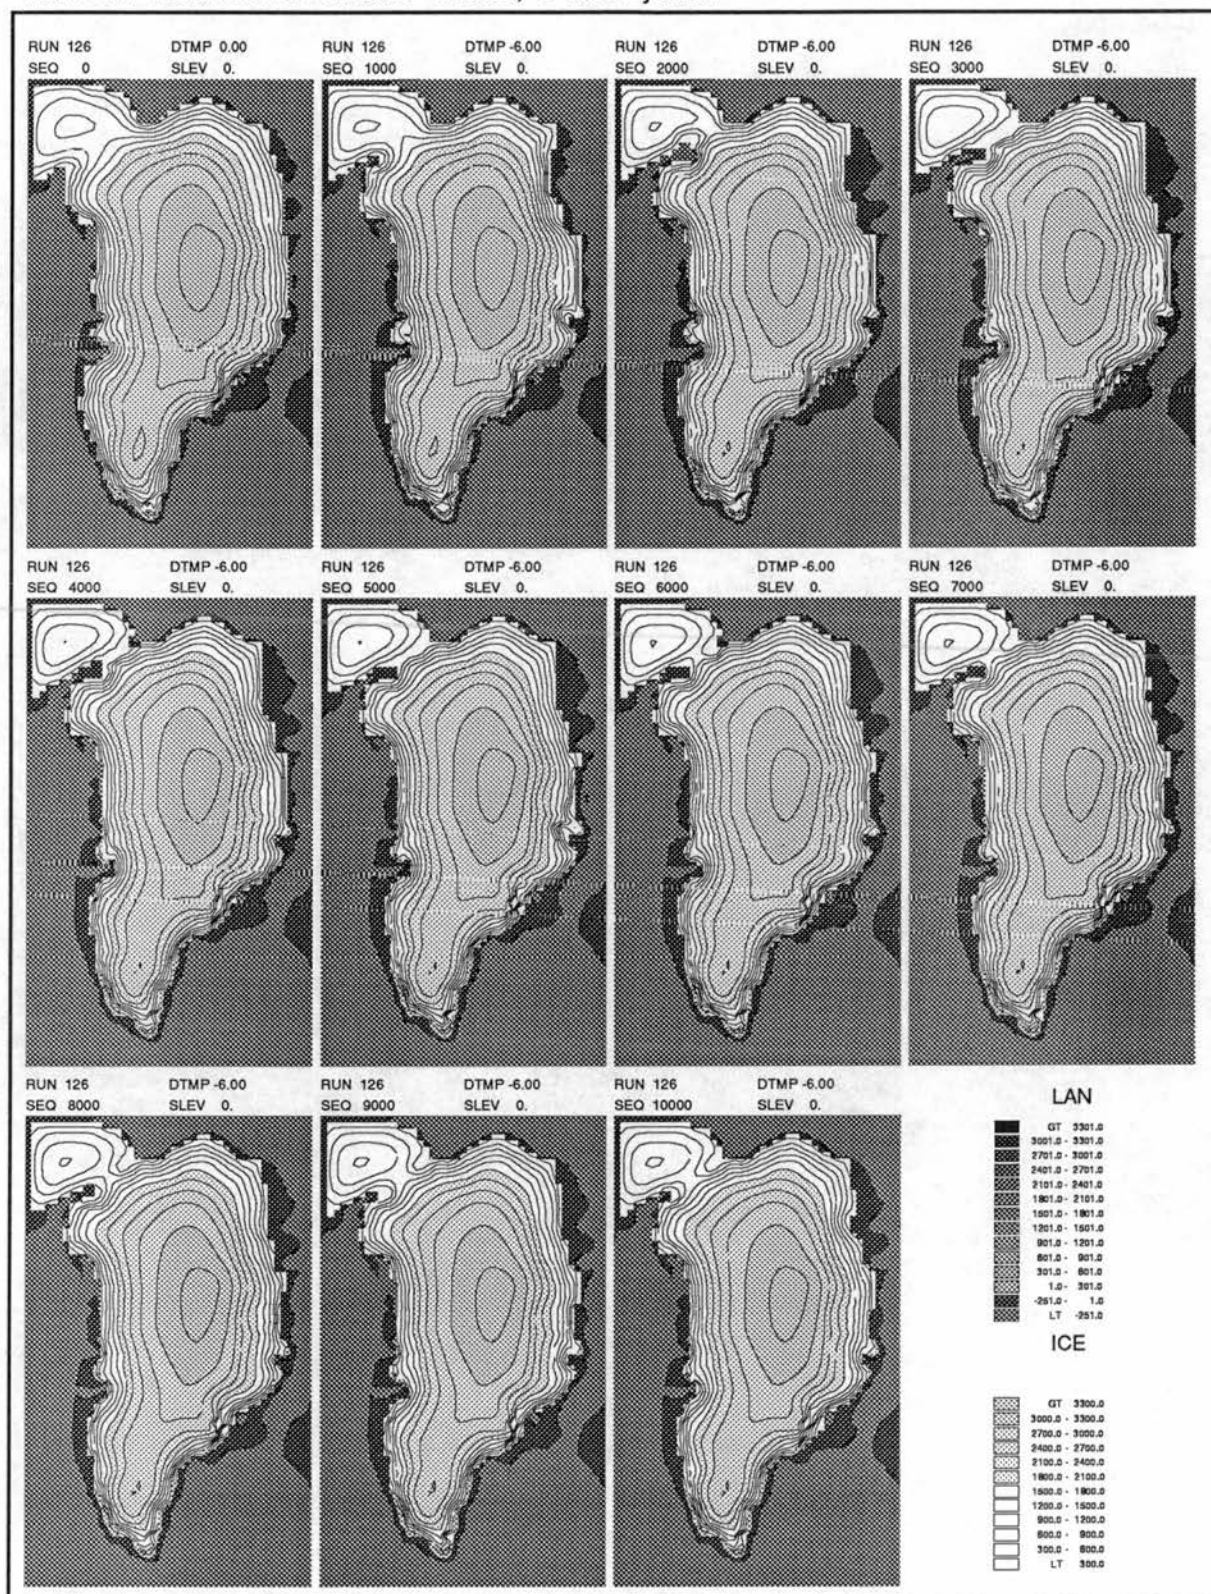 RUN 126 DTMP 0.00 RUN 126 DTMP -6.00 RUN 126 DTMP -6.00 RUN 126 DTMP -6.00
SEQ 0 SLEV 0. SEQ 1000 SLEV 0. SEQ 2000 SLEV 0. SEQ 3000 SLEV 0.
RUN 126 DTMP -6.00 RUN 126 DTMP -6.00 RUN 126 DTMP -6.00 RUN 126 DTMP -6.00
SEQ 4000 SLEV 0. SEQ 5000 SLEV 0. SEQ 6000 SLEV 0. SEQ 7000 SLEV 0.
RUN 126 DTMP -6.00 RUN 126 DTMP -6.00 RUN 126 DTMP -6.00
SEQ 8000 SLEV 0. SEQ 9000 SLEV 0. SEQ 10000 SLEV 0.
LAN
GT 3301.0
3001.0 - 3301.0
2701.0 - 3001.0
2401.0 - 2701.0
2101.0 - 2401.0
1801.0 - 2101.0
1501.0 - 1801.0
1201.0 - 1501.0
901.0 - 1201.0
601.0 - 901.0
301.0 - 601.0
1.0 - 301.0
-251.0 - 1.0
LT -251.0
ICE
GT 3300.0
3000.0 - 3300.0
2700.0 - 3000.0
2400.0 - 2700.0
2100.0 - 2400.0
1800.0 - 2100.0
1500.0 - 1800.0
1200.0 - 1500.0
900.0 - 1200.0
600.0 - 900.0
300.0 - 600.0
LT 300.0